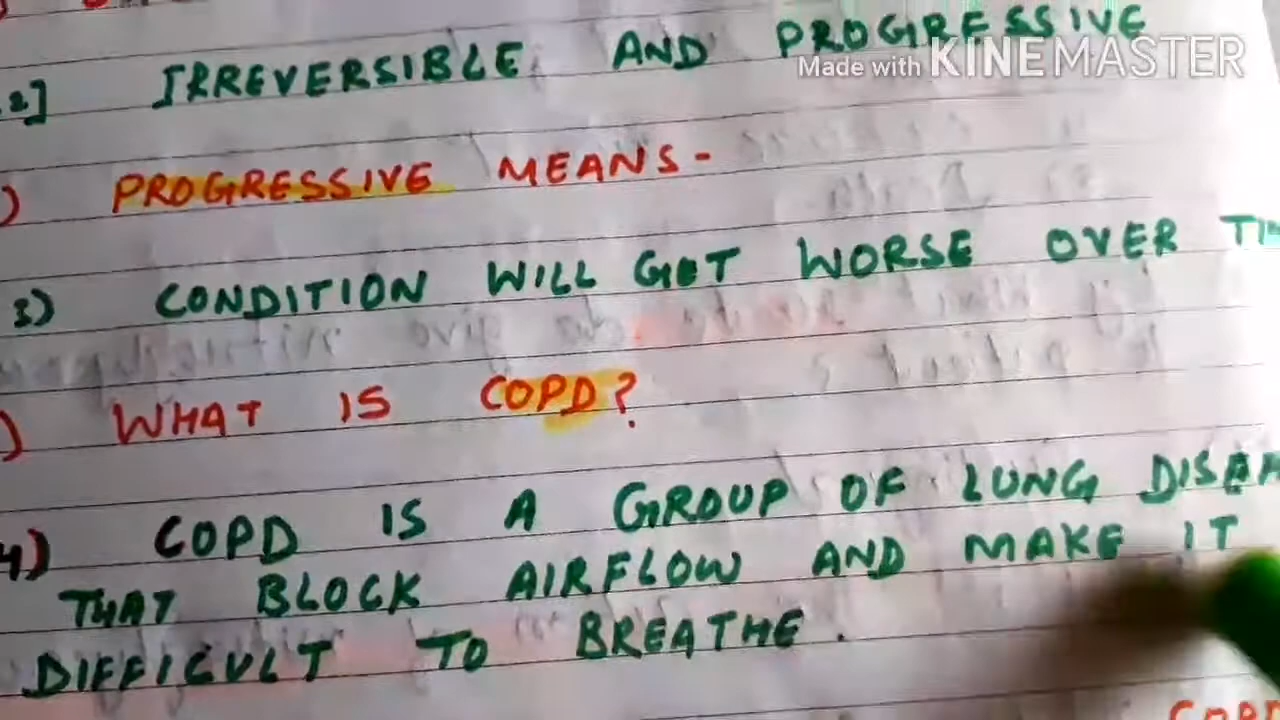 2] IRREVERSIBLE AND PROGRESSIVE
Made with KINEMASTER
) PROGRESSIVE MEANS-
3) CONDITION WILL GET WORSE OVER
) WHAT IS COPD?
4) COPD IS A GROUP OF LUNG
THAT BLOCK AIRFLOW AND MAKE IT
DIFFICULT TO BREATHE.